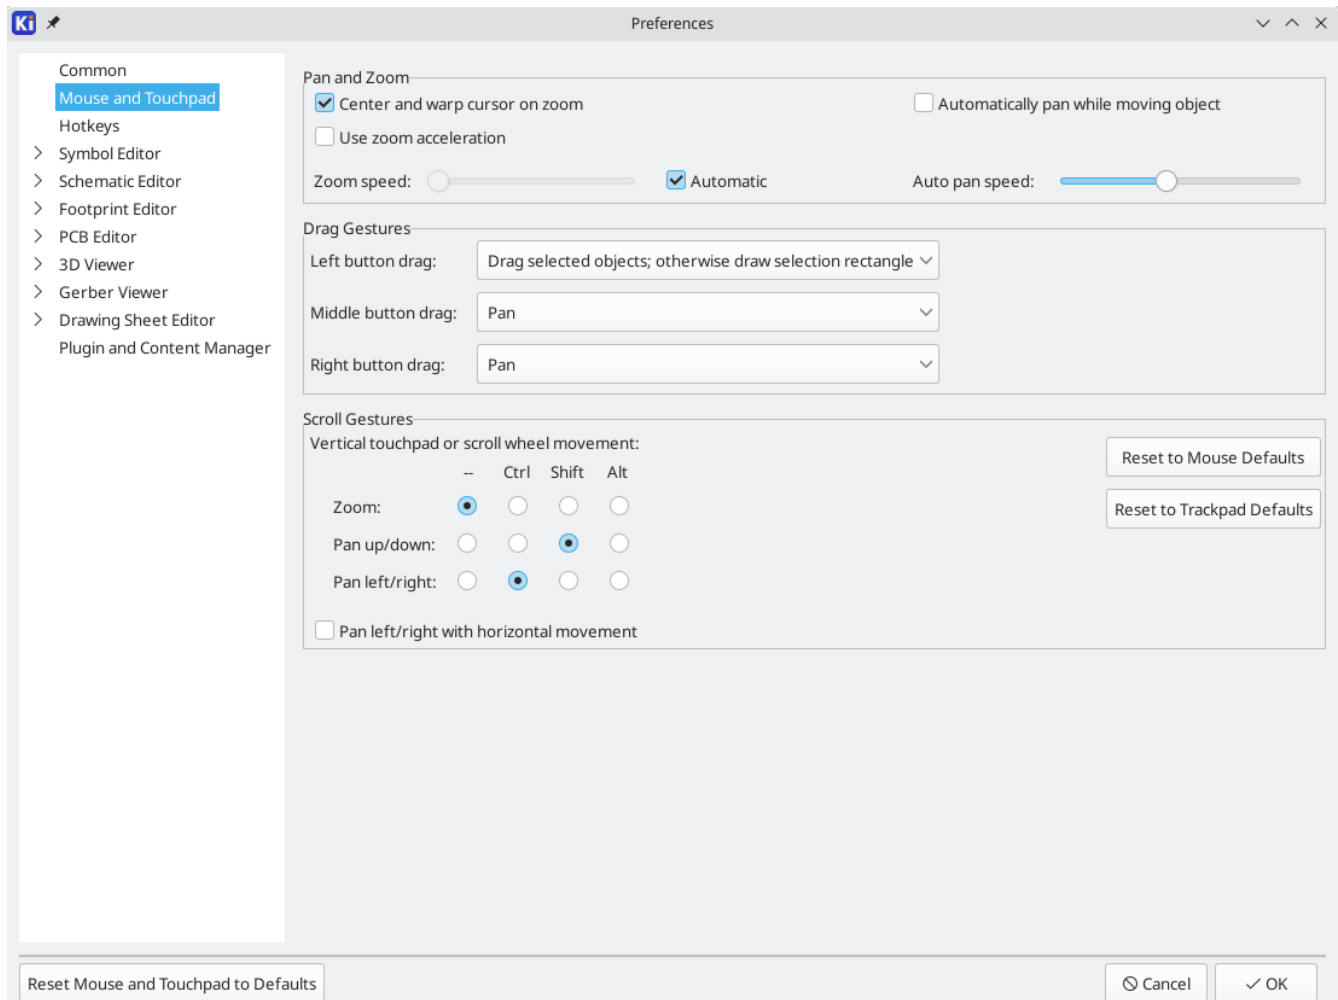 Ki
Preferences
Common
Mouse and Touchpad
Hotkeys
Symbol Editor
Schematic Editor
Footprint Editor
PCB Editor
3D Viewer
Gerber Viewer
Drawing Sheet Editor
Plugin and Content Manager
Pan and Zoom
Center and warp cursor on zoom
Automatically pan while moving object
Use zoom acceleration
Zoom speed:
Automatic
Auto pan speed:
Drag Gestures
Left button drag: Drag selected objects; otherwise draw selection rectangle
Middle button drag: Pan
Right button drag: Pan
Scroll Gestures
Vertical touchpad or scroll wheel movement:
-- Ctrl Shift Alt
Zoom:
Pan up/down:
Pan left/right:
Pan left/right with horizontal movement
Reset to Mouse Defaults
Reset to Trackpad Defaults
Reset Mouse and Touchpad to Defaults
Cancel
OK